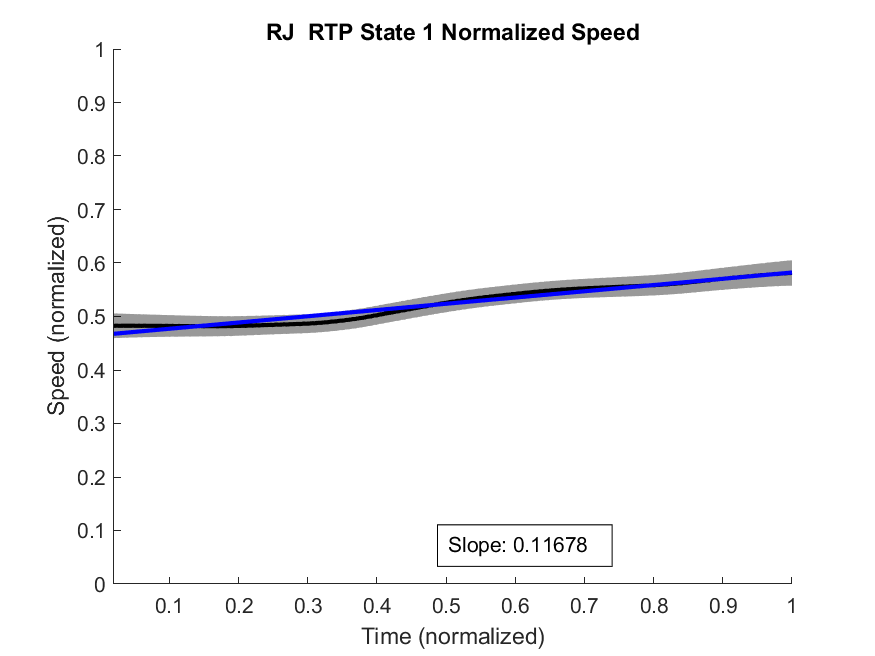 RJ  RTP State 1 Normalized Speed
1
0.9
0.8
0.7
0.6
0.5
0.4
0.3
0.2
0.1
0
Speed (normalized)
Slope: 0.11678
0.1 0.2 0.3 0.4 0.5 0.6 0.7 0.8 0.9 1
Time (normalized)